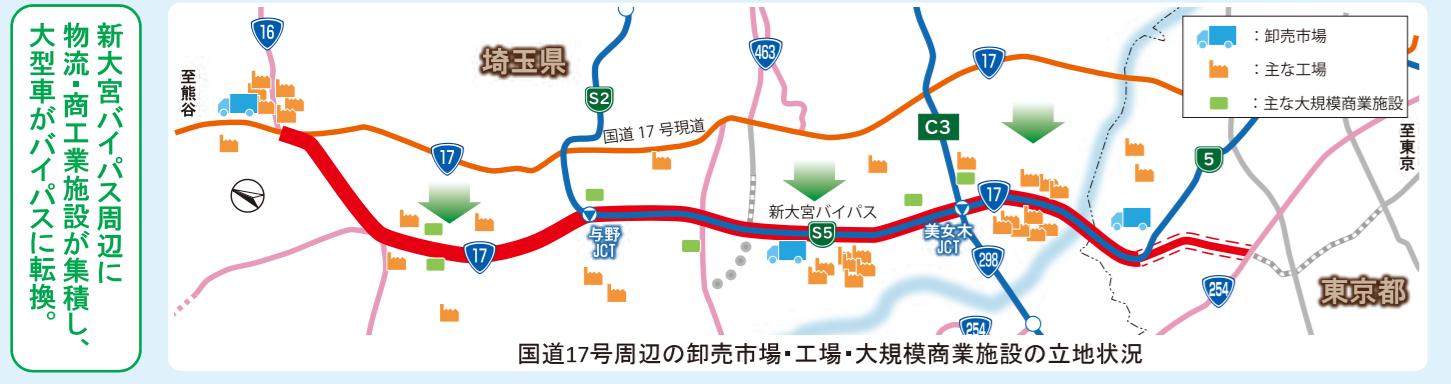 新大宮バイパス周辺に
物流・商工業施設が集積し、
大型車がバイパスに転換。
16
至熊谷
埼玉県
463
17
：卸売市場
：主な工場
：主な大規模商業施設
S2
国道 17 号現道
C3
至東京
17
5
17
新大宮バイパス
S5
与野
JCT
美女木
JCT
17
298
254
東京都
254
国道17号周辺の卸売市場・工場・大規模商業施設の立地状況